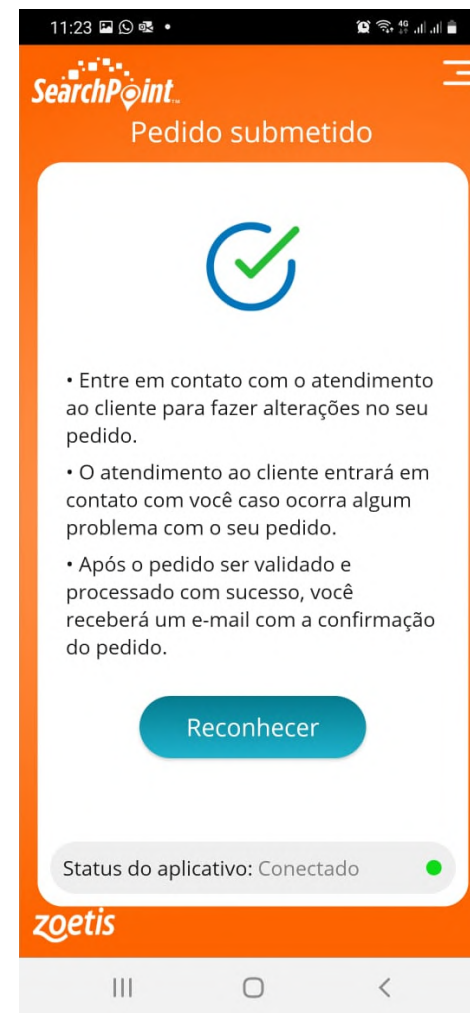 11:23
4G
SearchPoint™
Pedido submetido
• Entre em contato com o atendimento
ao cliente para fazer alterações no seu
pedido.
• O atendimento ao cliente entrará em
contato com você caso ocorra algum
problema com o seu pedido.
• Após o pedido ser validado e
processado com sucesso, você
receberá um e-mail com a confirmação
do pedido.
Reconhecer
Status do aplicativo: Conectado
zoetis